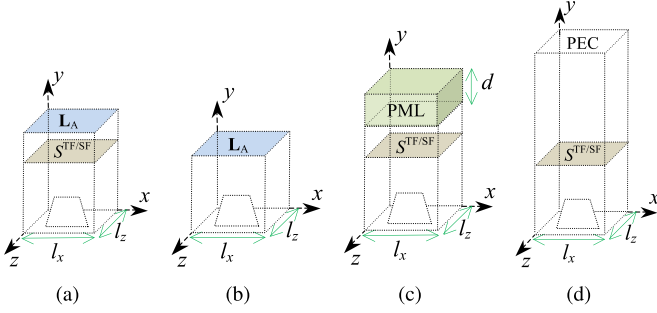 y
L_A
S^TF/SF
x
l_z
l_x
z
(a)
y
L_A
x
l_z
l_x
z
(b)
y
d
PML
S^TF/SF
x
l_z
l_x
z
(c)
y
PEC
S^TF/SF
x
l_z
l_x
z
(d)